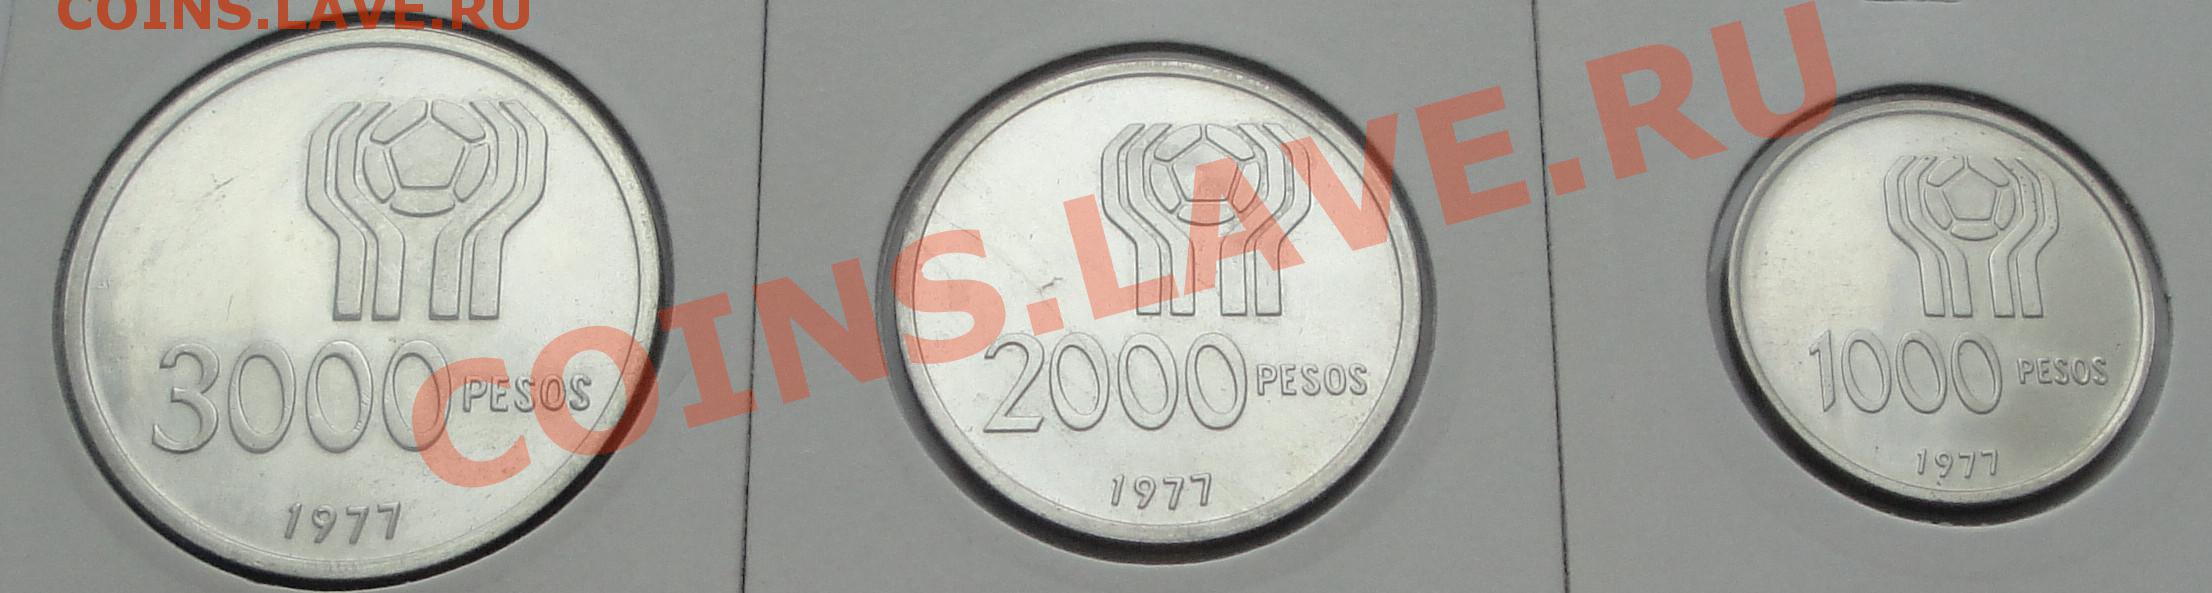 COINS.LAVE.RU
3000 PESOS
1977
2000 PESOS
1977
1000 PESOS
1977
COINS.LAVE.RU